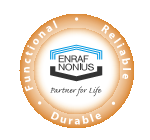 Functional • Reliable
ENRAF
NONIUS
Partner for Life
• Durable •